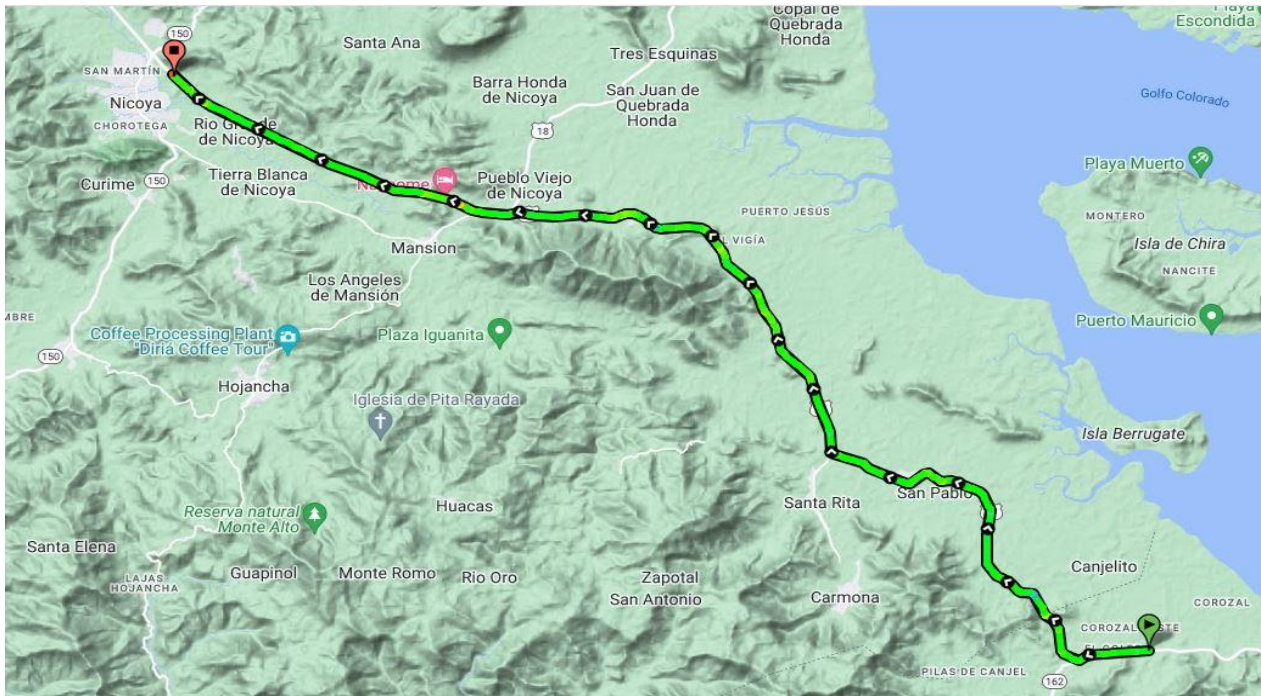 Copal de
Quebrada
Honda
Playa
Escondida
150
Santa Ana
Tres Esquinas
SAN MARTÍN
Nicoya
Barra Honda
de Nicoya
San Juan de
Quebrada
Honda
Golfo Colorado
CHOROTEGA
de Nicoya
18
Curime
150
Tierra Blanca
de Nicoya
Pueblo Viejo
de Nicoya
Playa Muerto
MONTERO
PUERTO JESÚS
Isla de Chira
NANCITE
Mansion
VIGÍA
Los Angeles
de Mansión
MBRE
Coffee Processing Plant
"Diriá Coffee Tour"
Plaza Iguanita
Puerto Mauricio
150
Hojancha
Iglesia de Pita Rayada
Isla Berrugate
Huacas
Santa Rita
San Pablo
Reserva natural
Monte Alto
Santa Elena
LAJAS
HOJANCHA
Guapinol
Monte Romo
Rio Oro
Zapotal
San Antonio
Carmona
Canjelito
COROZAL
PILAS DE CANJEL
162